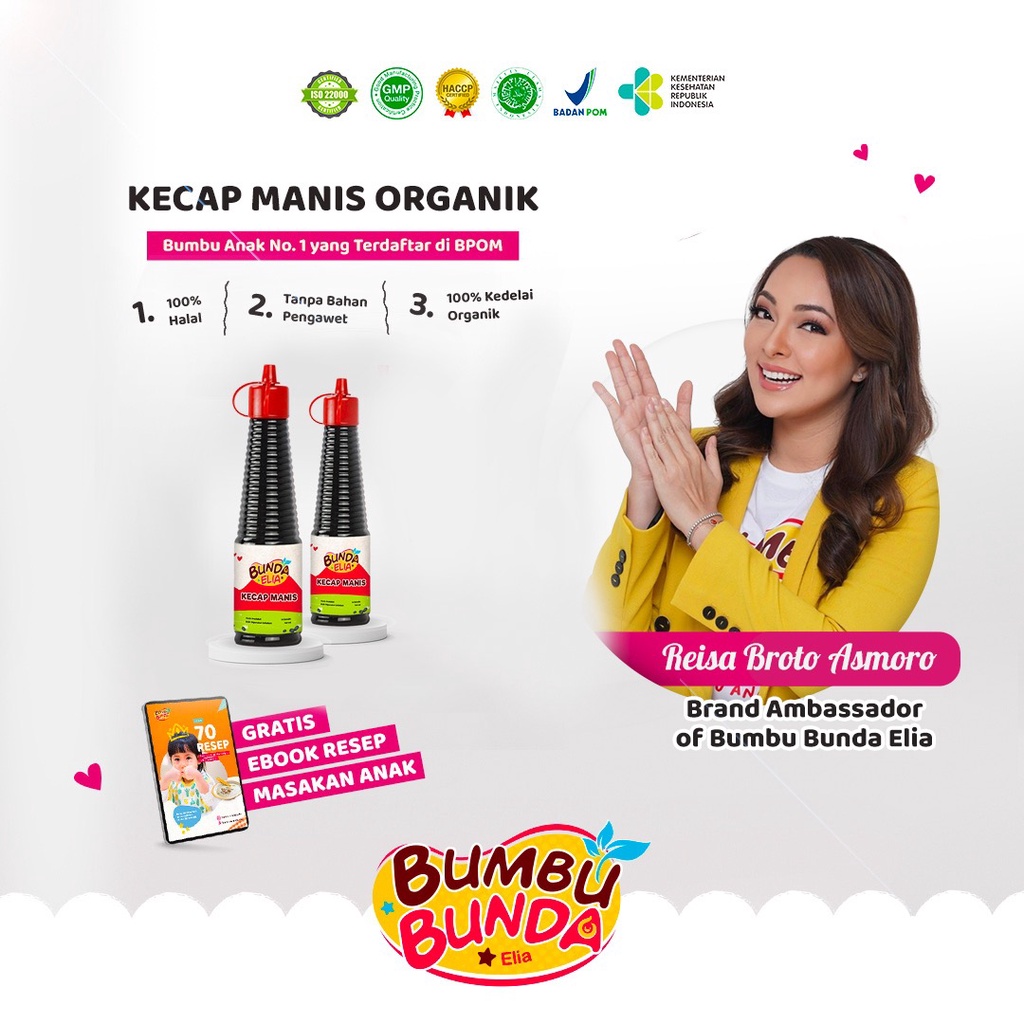 CERTIFIED
ISO 22000
CERTIFIED
GMP
Quality
HACCP
CERTIFIED
BADAN POM
KEMENTERIAN
KESEHATAN
REPUBLIK
INDONESIA
KECAP MANIS ORGANIK
Bumbu Anak No. 1 yang Terdaftar di BPOM
1. 100%
Halal
2. Tanpa Bahan
Pengawet
3. 100% Kedelai
Organik
BUNDA
ELIA
KECAP MANIS
BUNDA
ELIA
KECAP MANIS
Reisa Broto Asmoro
Brand Ambassador
of Bumbu Bunda Elia
70
RESEP
GRATIS
EBOOK RESEP
MASAKAN ANAK
BUMBU
BUNDA
Elia